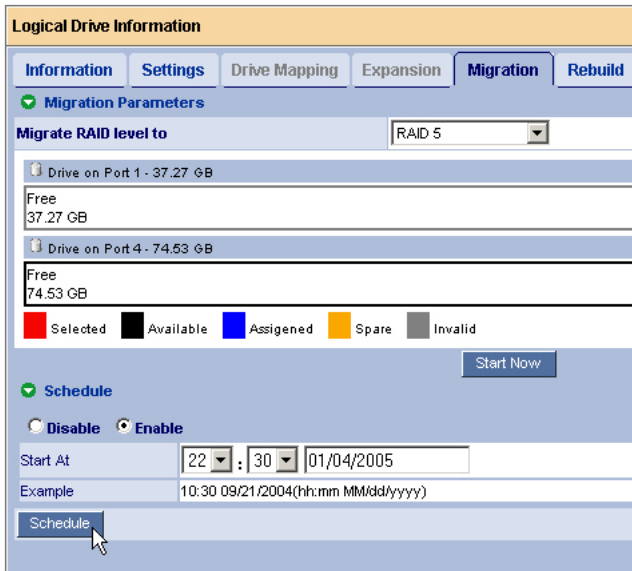 Logical Drive Information
Information Settings Drive Mapping Expansion Migration Rebuild
Migration Parameters
Migrate RAID level to RAID 5
Drive on Port 1 - 37.27 GB
Free
37.27 GB
Drive on Port 4 - 74.53 GB
Free
74.53 GB
Selected Available Assigened Spare Invalid
Start Now
Schedule
Disable Enable
Start At 22 : 30 01/04/2005
Example 10:30 09/21/2004(hh:mm MM/dd/yyyy)
Schedule